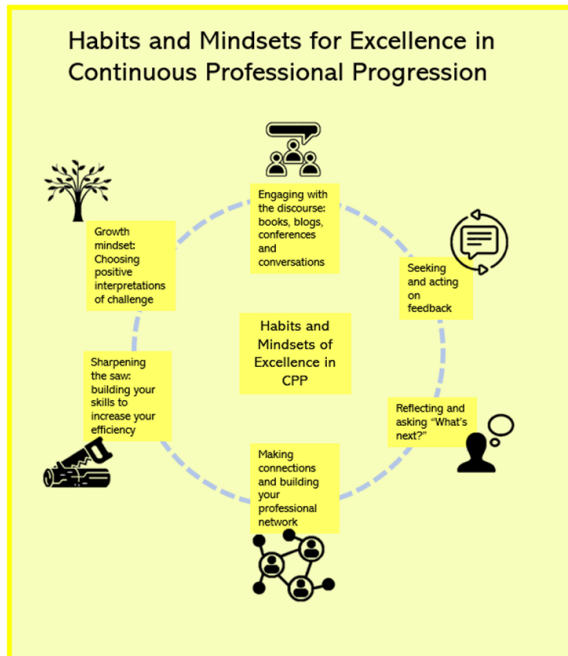 Habits and Mindsets for Excellence in
Continuous Professional Progression
Engaging with
the discourse:
books, blogs,
conferences
and
conversations
Seeking
and acting
on
feedback
Reflecting and
asking “What's
next?”
Making
connections
and building
your
professional
network
Sharpening
the saw:
building your
skills to
increase your
efficiency
Growth
mindset:
Choosing
positive
interpretations
of challenge
Habits and
Mindsets of
Excellence in
CPP